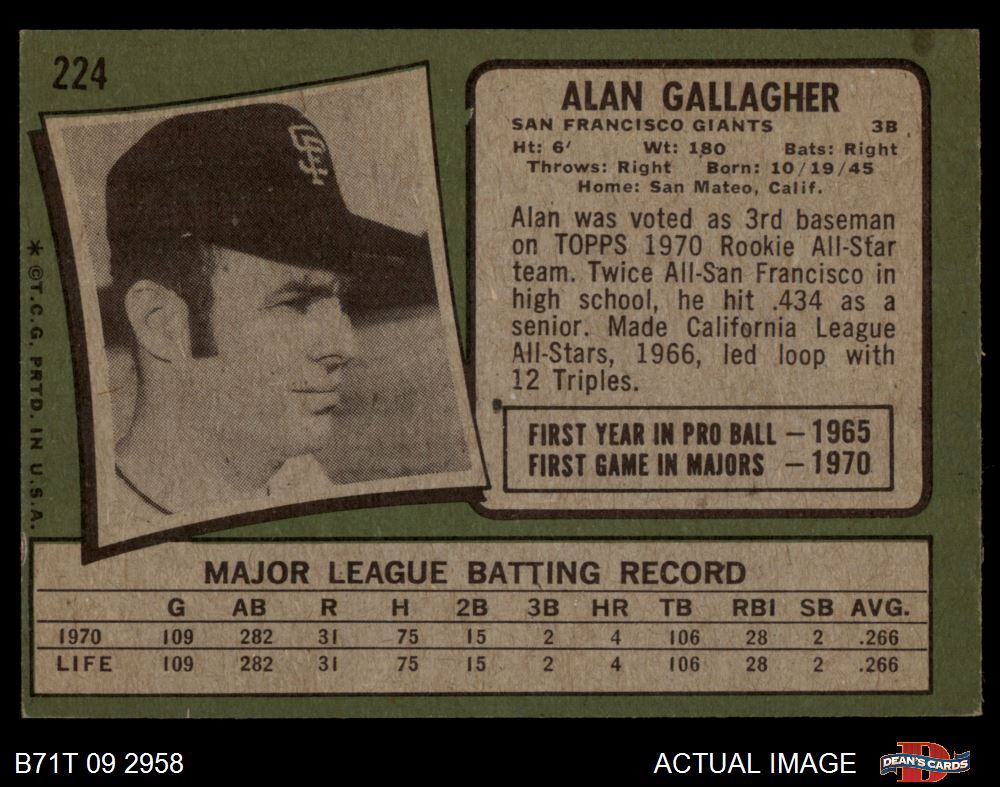 224
ALAN GALLAGHER
SAN FRANCISCO GIANTS 3B
Ht: 6' Wt: 180 Bats: Right
Throws: Right Born: 10/19/45
Home: San Mateo, Calif.
Alan was voted as 3rd baseman
on TOPPS 1970 Rookie All-Star
team. Twice All-San Francisco in
high school, he hit .434 as a
senior. Made California League
All-Stars, 1966, led loop with
12 Triples.
FIRST YEAR IN PRO BALL – 1965
FIRST GAME IN MAJORS – 1970
SF
* ©T.C.G. PRTD. IN U.S.A.
MAJOR LEAGUE BATTING RECORD
G AB R H 2B 3B HR TB RBI SB AVG.
1970 109 282 31 75 15 2 4 106 28 2 .266
LIFE 109 282 31 75 15 2 4 106 28 2 .266
B71T 09 2958 ACTUAL IMAGE
D
DEAN'S CARDS